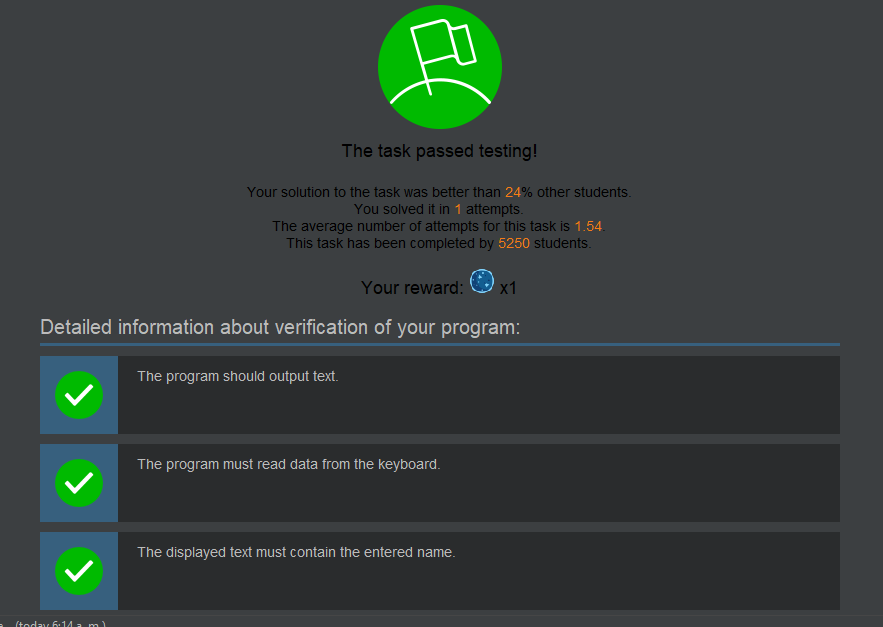 The task passed testing!
Your solution to the task was better than 24% other students.
You solved it in 1 attempts.
The average number of attempts for this task is 1.54.
This task has been completed by 5250 students.
Your reward: x1
Detailed information about verification of your program:
The program should output text.
The program must read data from the keyboard.
The displayed text must contain the entered name.
(today 6:14 a. m.)